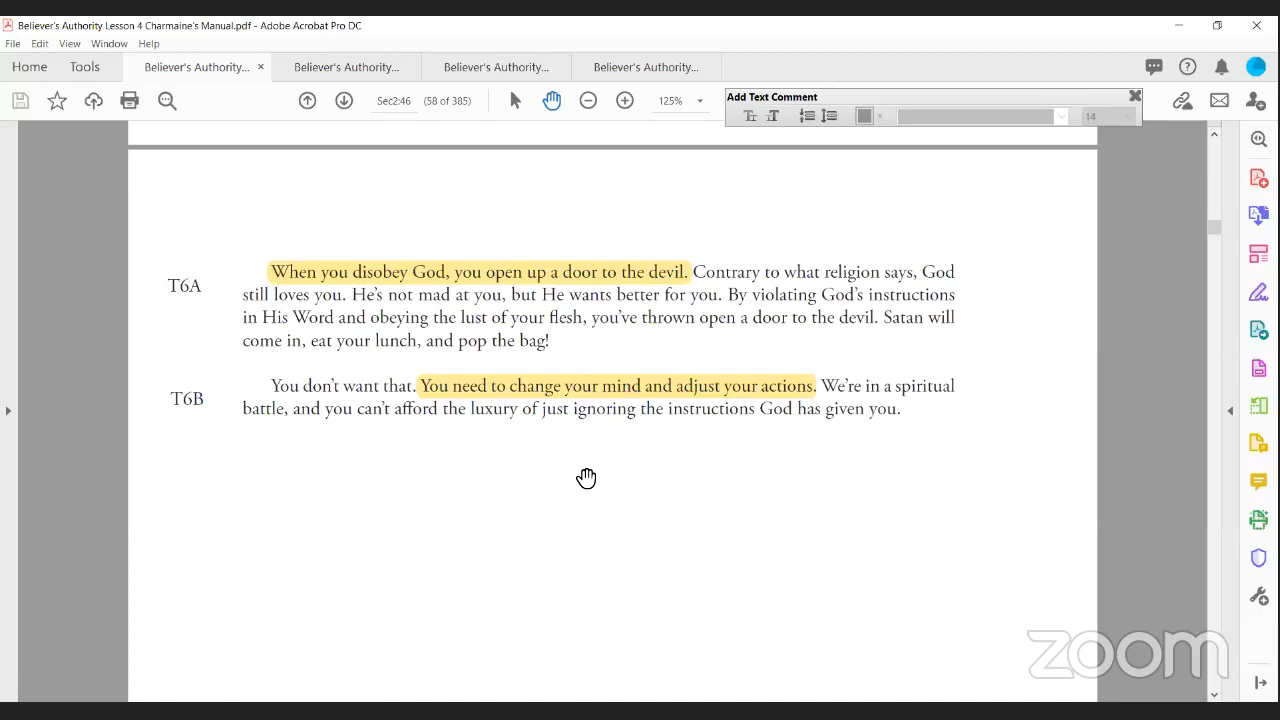 Believer's Authority Lesson 4 Charmaine's Manual.pdf - Adobe Acrobat Pro DC
File Edit View Window Help
Home Tools Believer's Authority... × Believer's Authority... Believer's Authority... Believer's Authority...
Sec2:46 (58 of 385) 125%
Add Text Comment
14
T6A
When you disobey God, you open up a door to the devil. Contrary to what religion says, God
still loves you. He's not mad at you, but He wants better for you. By violating God's instructions
in His Word and obeying the lust of your flesh, you've thrown open a door to the devil. Satan will
come in, eat your lunch, and pop the bag!
T6B
You don't want that. You need to change your mind and adjust your actions. We're in a spiritual
battle, and you can't afford the luxury of just ignoring the instructions God has given you.
zoom